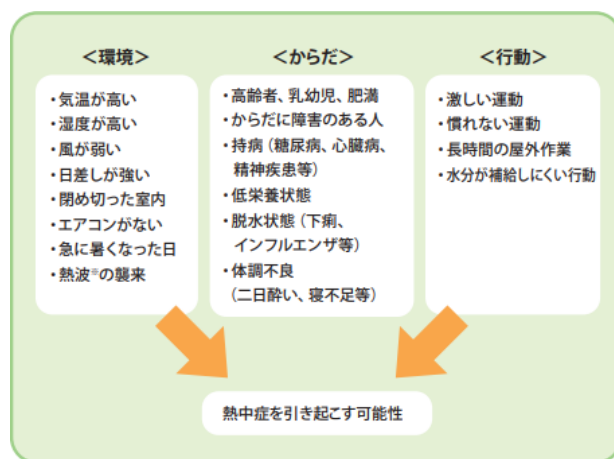 ＜環境＞
・気温が高い
・湿度が高い
・風が弱い
・日差しが強い
・閉め切った室内
・エアコンがない
・急に暑くなった日
・熱波※の襲来
＜からだ＞
・高齢者、乳幼児、肥満
・からだに障害のある人
・持病（糖尿病、心臓病、
精神疾患等）
・低栄養状態
・脱水状態（下痢、
インフルエンザ等）
・体調不良
（二日酔い、寝不足等）
＜行動＞
・激しい運動
・慣れない運動
・長時間の屋外作業
・水分が補給しにくい行動
熱中症を引き起こす可能性